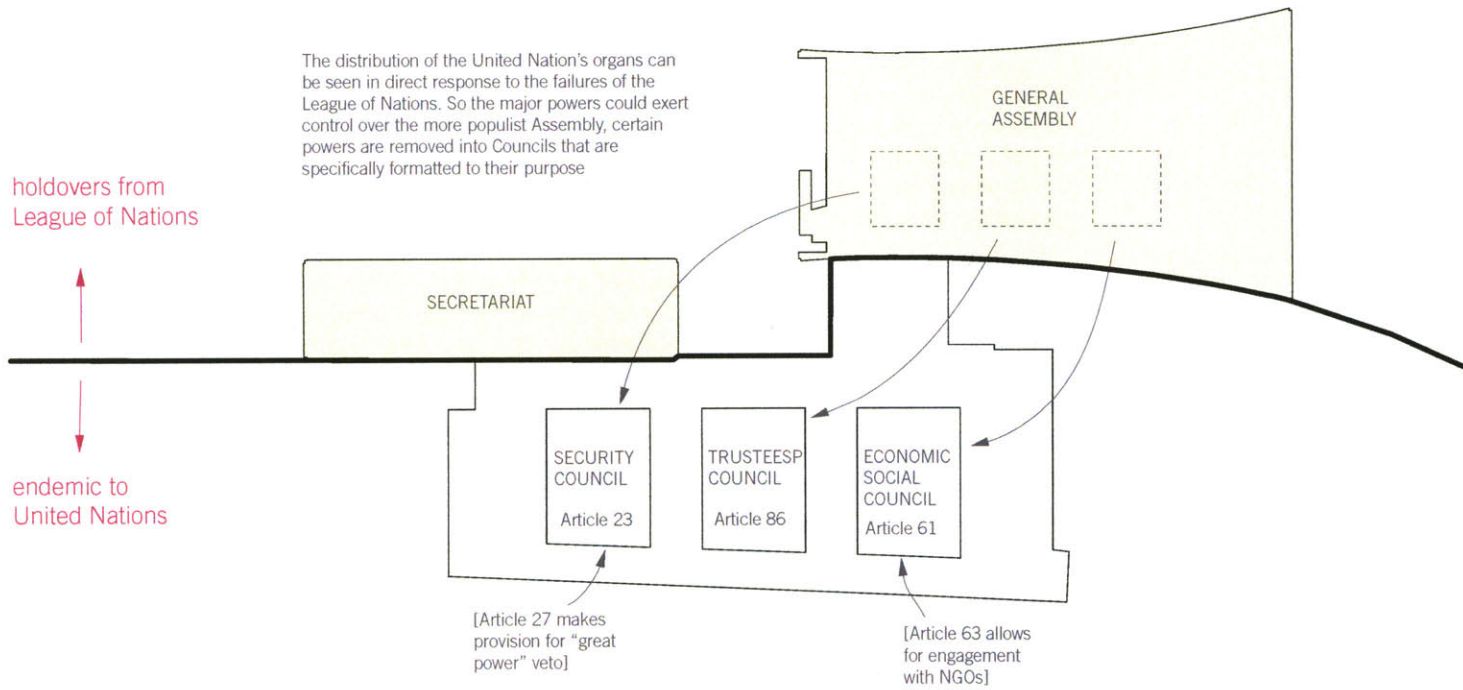 The distribution of the United Nation's organs can
be seen in direct response to the failures of the
League of Nations. So the major powers could exert
control over the more populist Assembly, certain
powers are removed into Councils that are
specifically formatted to their purpose
GENERAL
ASSEMBLY
holdovers from
League of Nations
SECRETARIAT
endemic to
United Nations
SECURITY
COUNCIL
Article 23
TRUSTEESP
COUNCIL
Article 86
ECONOMIC
SOCIAL
COUNCIL
Article 61
[Article 27 makes
provision for “great
power” veto]
[Article 63 allows
for engagement
with NGOs]